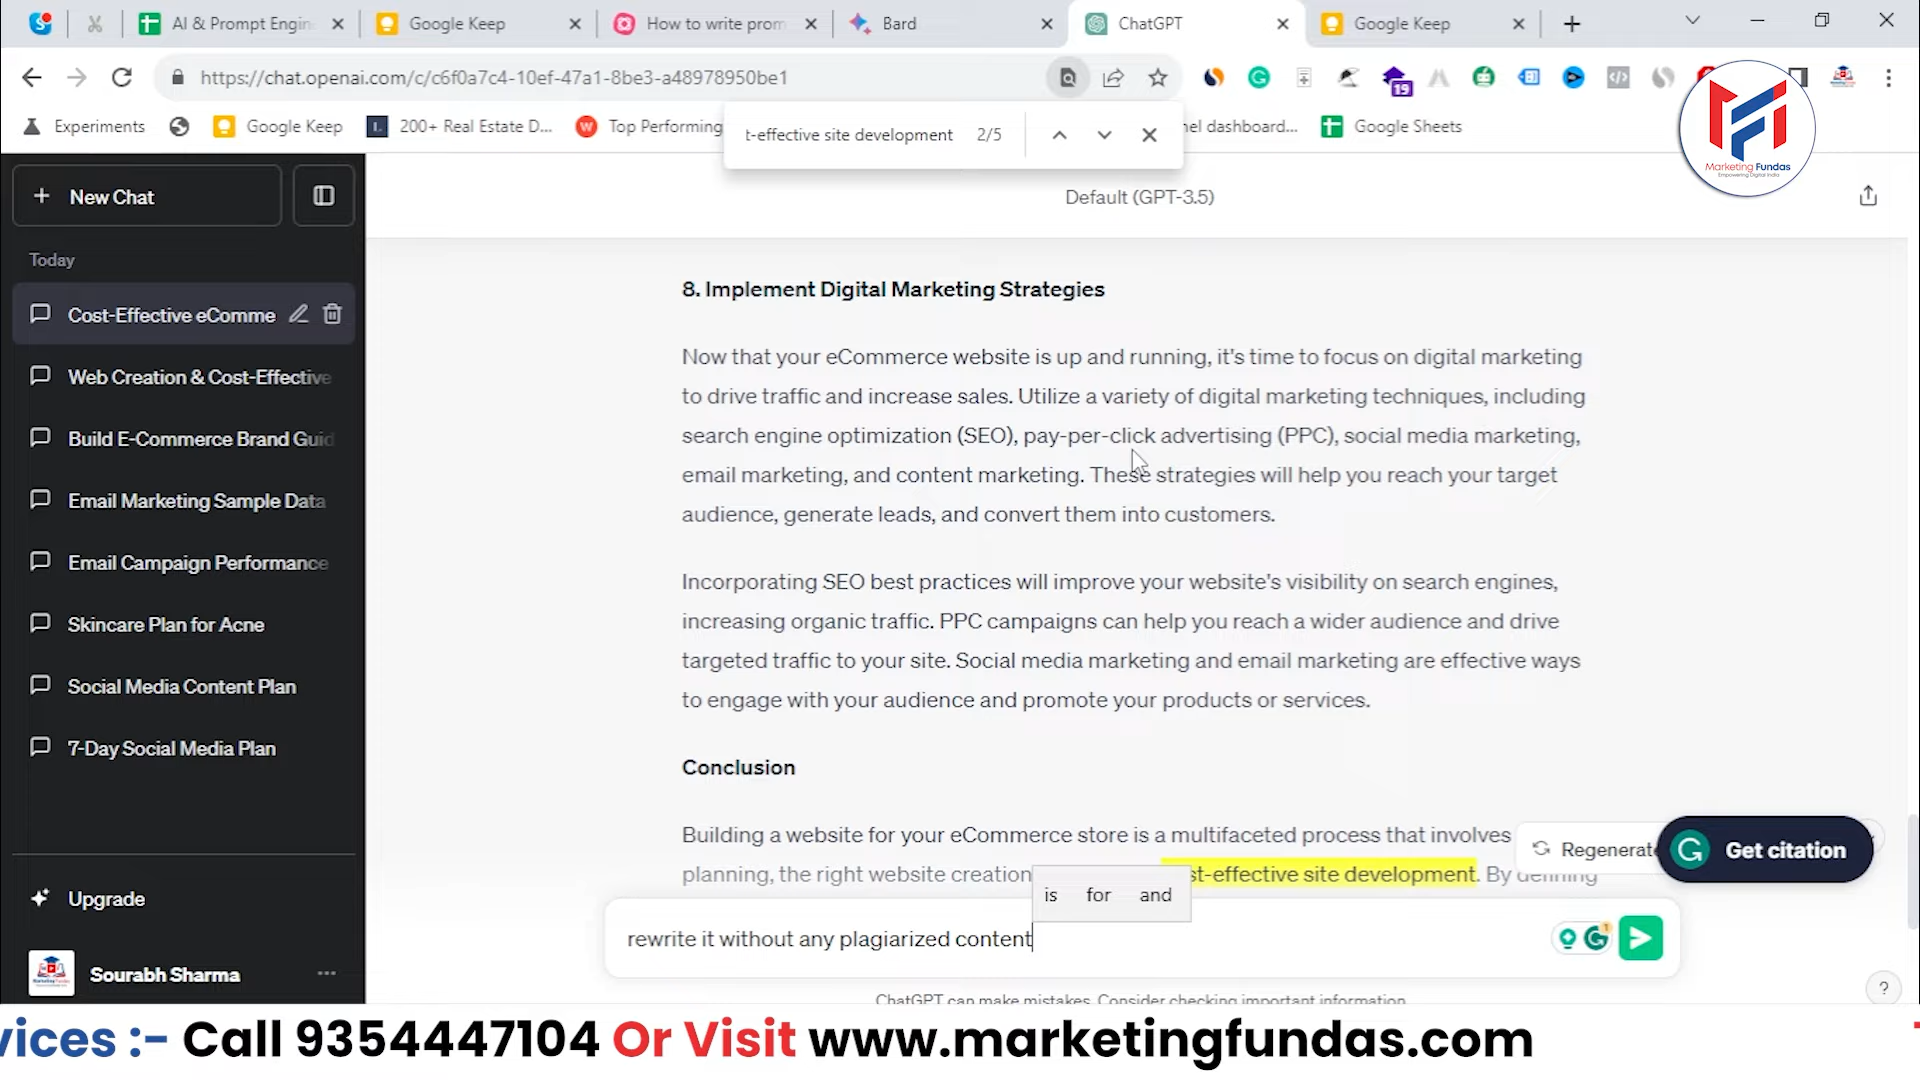 AI & Prompt Engin
Google Keep
How to write prom
Bard
ChatGPT
Google Keep
https://chat.openai.com/c/c6f0a7c4-10ef-47a1-8be3-a48978950be1
19
Experiments
Google Keep
200+ Real Estate D...
Top Performing
nel dashboard...
Google Sheets
t-effective site development 2/5
Marketing Fundas
Empowering Digital India
New Chat
Default (GPT-3.5)
Today
Cost-Effective eComme
Web Creation & Cost-Effective
Build E-Commerce Brand Guid
Email Marketing Sample Data
Email Campaign Performance
Skincare Plan for Acne
Social Media Content Plan
7-Day Social Media Plan
Upgrade
Sourabh Sharma
8. Implement Digital Marketing Strategies
Now that your eCommerce website is up and running, it's time to focus on digital marketing
to drive traffic and increase sales. Utilize a variety of digital marketing techniques, including
search engine optimization (SEO), pay-per-click advertising (PPC), social media marketing,
email marketing, and content marketing. These strategies will help you reach your target
audience, generate leads, and convert them into customers.
Incorporating SEO best practices will improve your website's visibility on search engines,
increasing organic traffic. PPC campaigns can help you reach a wider audience and drive
targeted traffic to your site. Social media marketing and email marketing are effective ways
to engage with your audience and promote your products or services.
Conclusion
Building a website for your eCommerce store is a multifaceted process that involves
planning, the right website creation st-effective site development. By defining
Regenerate
Get citation
is for and
rewrite it without any plagiarized content
1
ChatGPT can make mistakes. Consider checking important information.
?
vices :- Call 9354447104 Or Visit www.marketingfundas.com